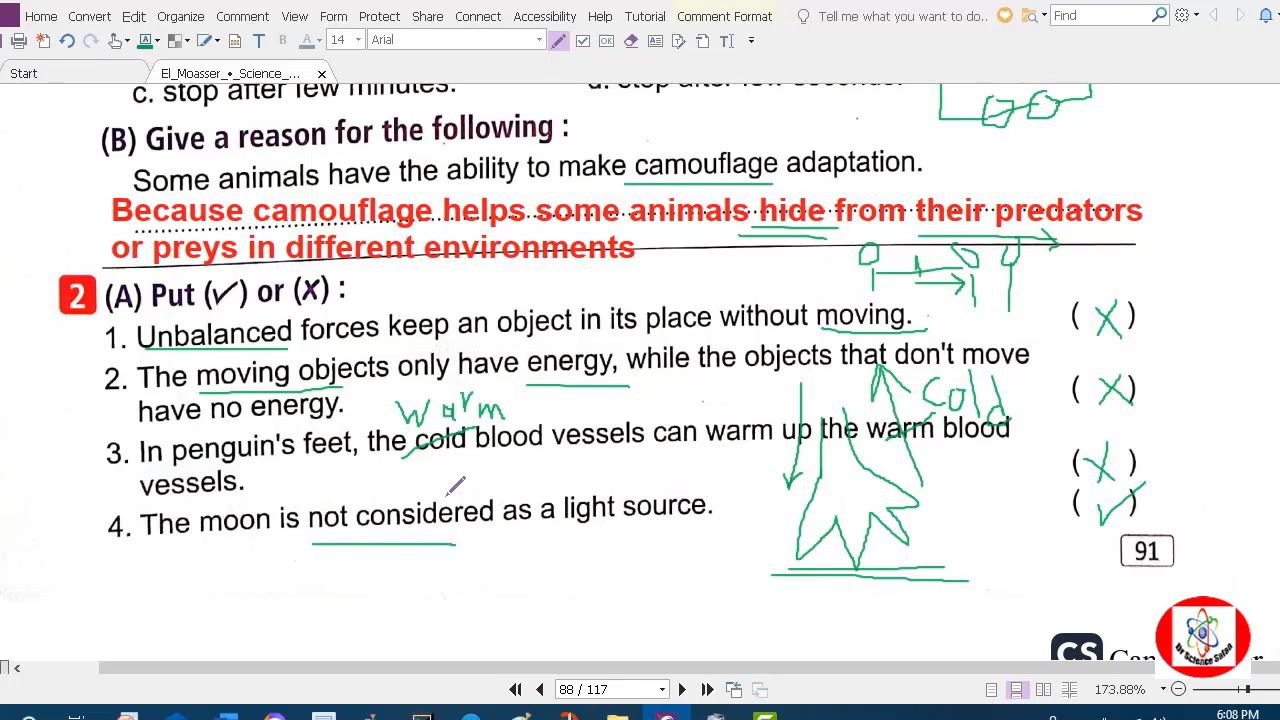 Home Convert Edit Organize Comment View Form Protect Share Connect Accessibility Help Tutorial Comment Format Tell me what you want to do... Find
14 Arial
Start El_Moasser_•_Science_...
c. stop after few minutes. d. stop after few seconds.
(B) Give a reason for the following :
Some animals have the ability to make camouflage adaptation.
Because camouflage helps some animals hide from their predators
or preys in different environments
2 (A) Put (✓) or (x) :
1. Unbalanced forces keep an object in its place without moving. ( X )
2. The moving objects only have energy, while the objects that don't move
have no energy. ( X )
warm cold
3. In penguin's feet, the cold blood vessels can warm up the warm blood
vessels. ( X )
4. The moon is not considered as a light source. ( ✓ )
91
CS
Dr Science Safaa
88 / 117 173.88%
6:08 PM